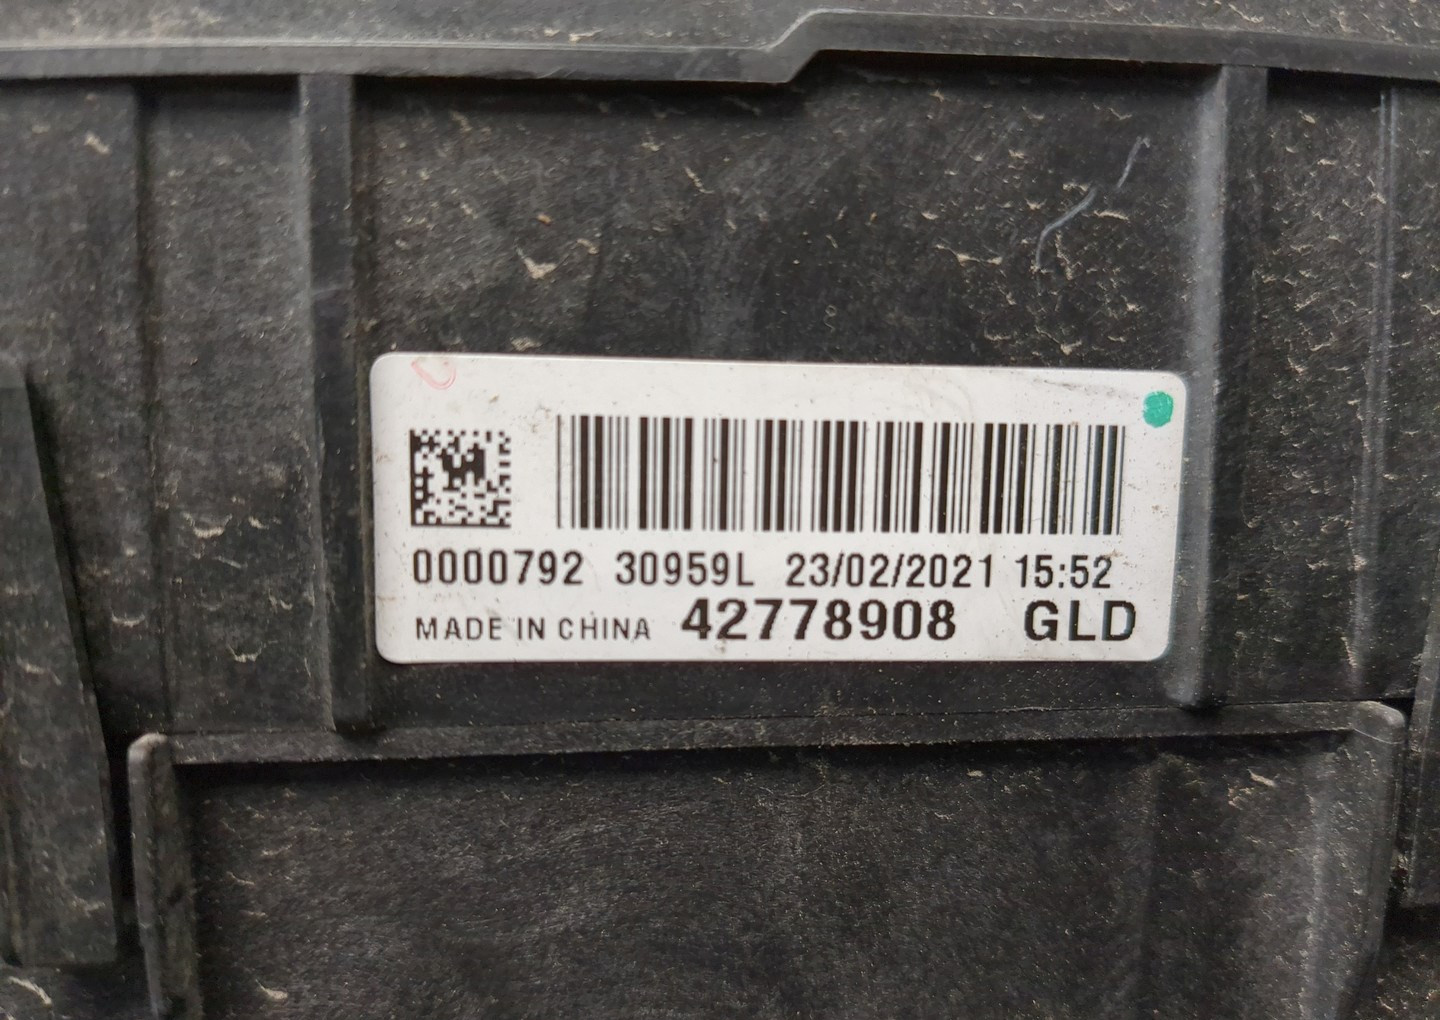 0000792 30959L 23/02/2021 15:52
MADE IN CHINA 42778908 GLD